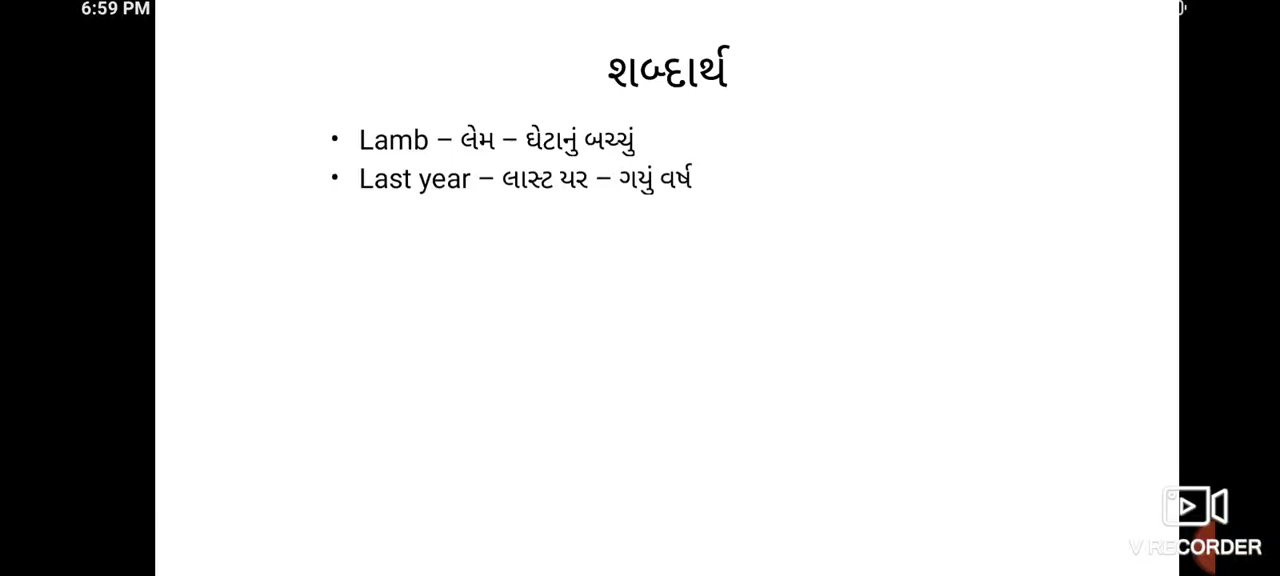 6:59 PM
શબ્દાર્થ
• Lamb – લેમ – ઘેટાનું બચ્ચું
• Last year – લાસ્ટ યર – ગયું વર્ષ
V RECORDER